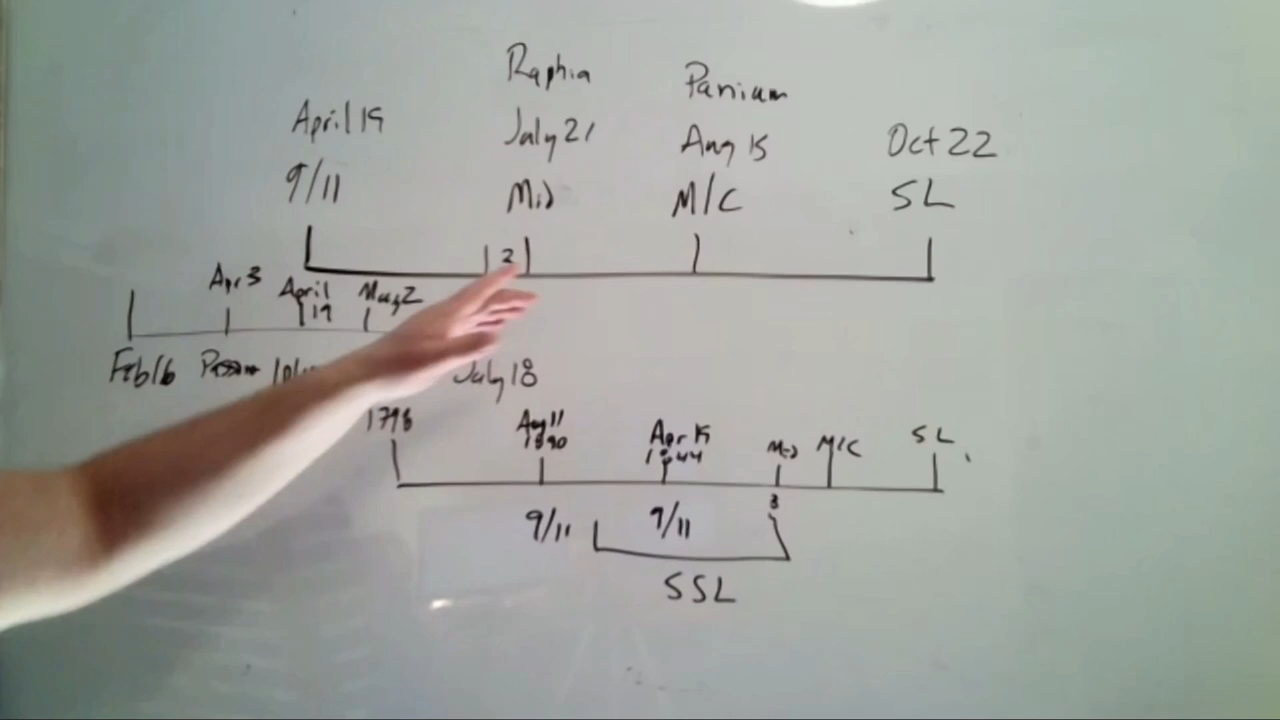 Raphia
Panium
April 19
July 21
Aug 15
Oct 22
9/11
Mid
M/C
SL
2
Apr 3
April
19
May 2
Feb 16
July 18
1798
Aug 11
1840
Apr 19
1844
Mid
M/C
SL
3
9/11
9/11
SSL